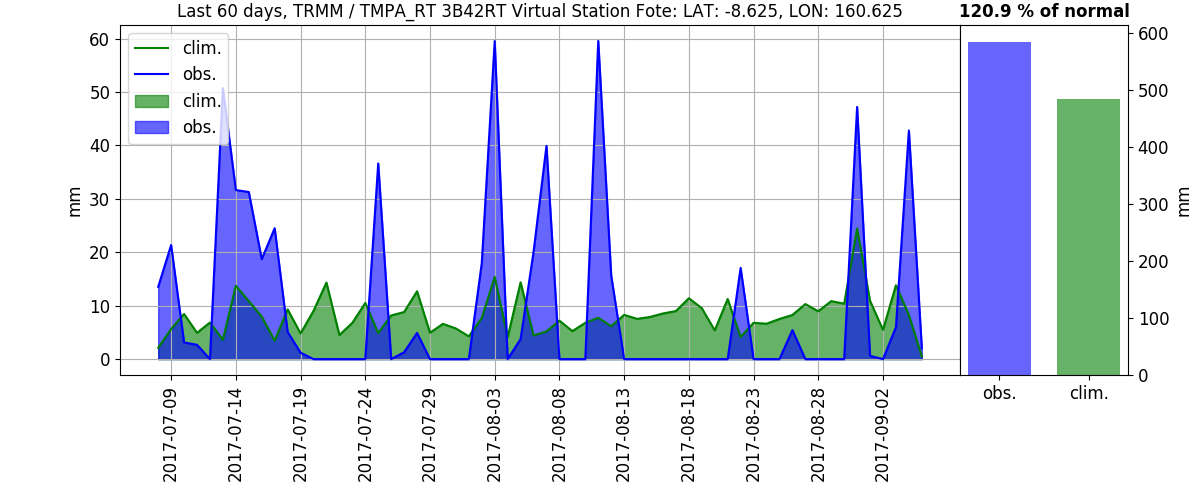 Last 60 days, TRMM / TMPA_RT 3B42RT Virtual Station Fote: LAT: -8.625, LON: 160.625
120.9 % of normal
clim.
obs.
clim.
obs.
mm
60
50
40
30
20
10
0
2017-07-09
2017-07-14
2017-07-19
2017-07-24
2017-07-29
2017-08-03
2017-08-08
2017-08-13
2017-08-18
2017-08-23
2017-08-28
2017-09-02
600
500
400
300
200
100
0
mm
obs.
clim.